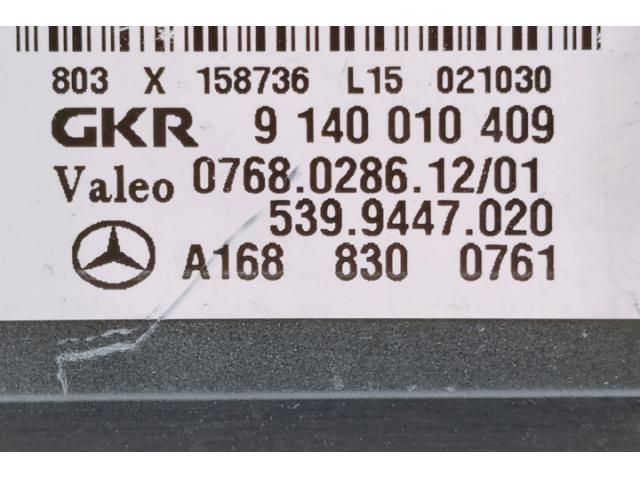 803 X 158736 L15 021030
GKR 9 140 010 409
Valeo 0768.0286.12/01
539.9447.020
A168 830 0761